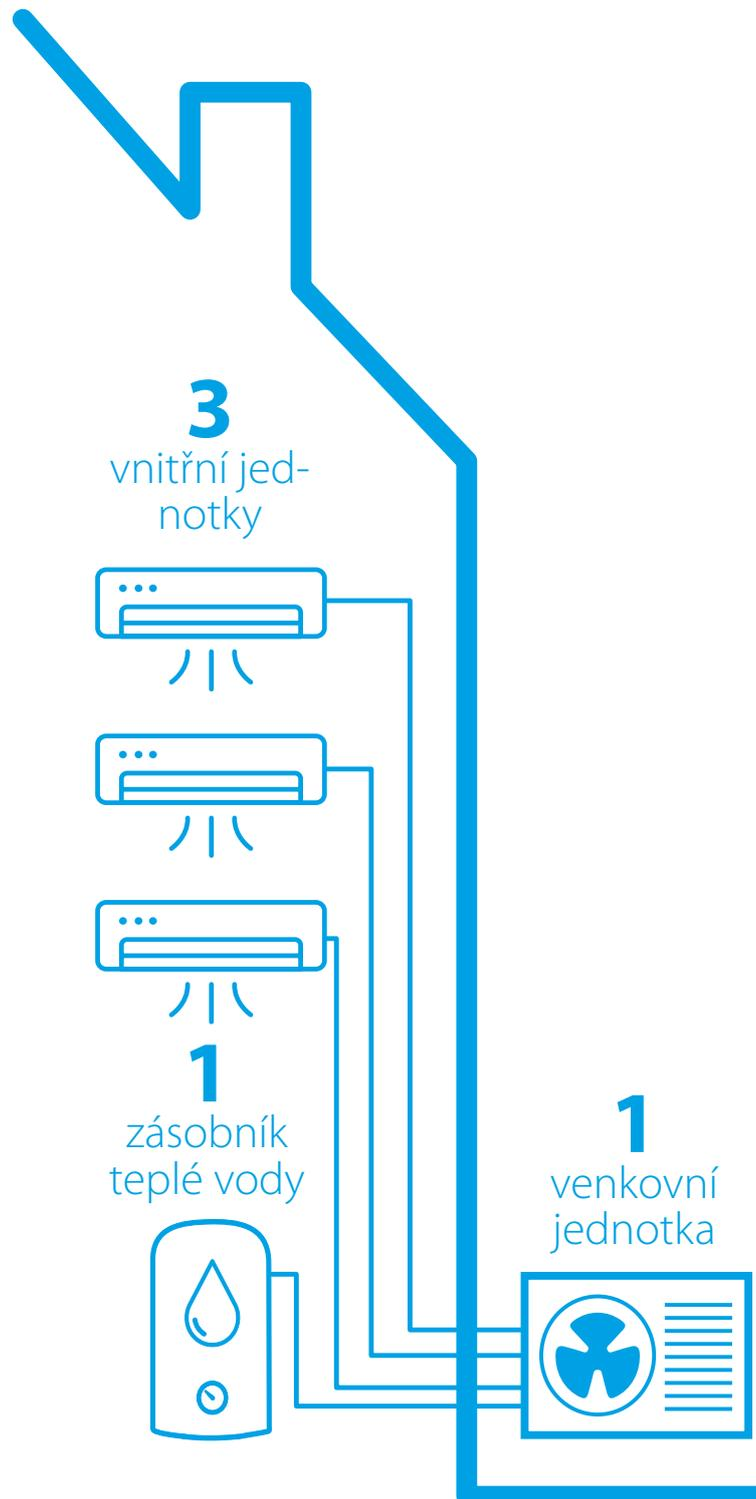 3
vnitřní jed-
notky
1
zásobník
teplé vody
1
venkovní
jednotka